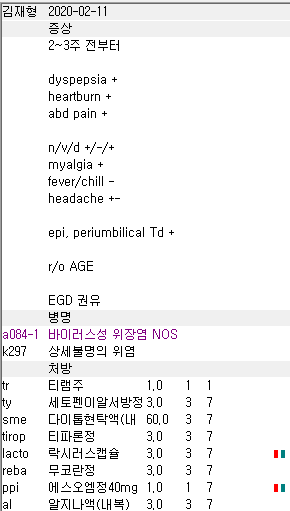 김재형 2020-02-11
증상
2~3주 전부터
dyspepsia +
heartburn +
abd pain +
n/v/d +/-/+
myalgia +
fever/chill -
headache +-
epi, periumbilical Td +
r/o AGE
EGD 권유
병명
a084-1 바이러스성 위장염 NOS
k297 상세불명의 위염
처방
tr 티램주 1,0 1 1
ty 세토펜이알서방정 3,0 3 7
sme 다이톱현탁액(내 60,0 3 7
tirop 티파론정 3,0 3 7
lacto 락시러스캡슐 3,0 3 7
reba 무코란정 3,0 3 7
ppi 에스오엠정40mg 1,0 1 7
al 알지나액(내복) 3,0 3 7